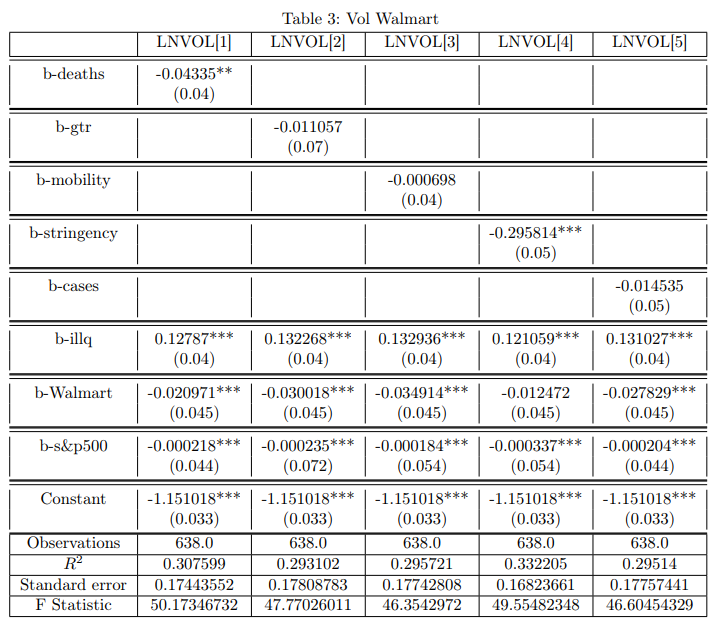 Table 3: Vol Walmart
LNVOL[1] LNVOL[2] LNVOL[3] LNVOL[4] LNVOL[5]
b-deaths -0.04335**
(0.04)
b-gtr -0.011057
(0.07)
b-mobility -0.000698
(0.04)
b-stringency -0.295814***
(0.05)
b-cases -0.014535
(0.05)
b-illq 0.12787*** 0.132268*** 0.132936*** 0.121059*** 0.131027***
(0.04) (0.04) (0.04) (0.04) (0.04)
b-Walmart -0.020971*** -0.030018*** -0.034914*** -0.012472 -0.027829***
(0.045) (0.045) (0.045) (0.045) (0.045)
b-s&p500 -0.000218*** -0.000235*** -0.000184*** -0.000337*** -0.000204***
(0.044) (0.072) (0.054) (0.054) (0.044)
Constant -1.151018*** -1.151018*** -1.151018*** -1.151018*** -1.151018***
(0.033) (0.033) (0.033) (0.033) (0.033)
Observations 638.0 638.0 638.0 638.0 638.0
R² 0.307599 0.293102 0.295721 0.332205 0.29514
Standard error 0.17443552 0.17808783 0.17742808 0.16823661 0.17757441
F Statistic 50.17346732 47.77026011 46.3542972 49.55482348 46.60454329